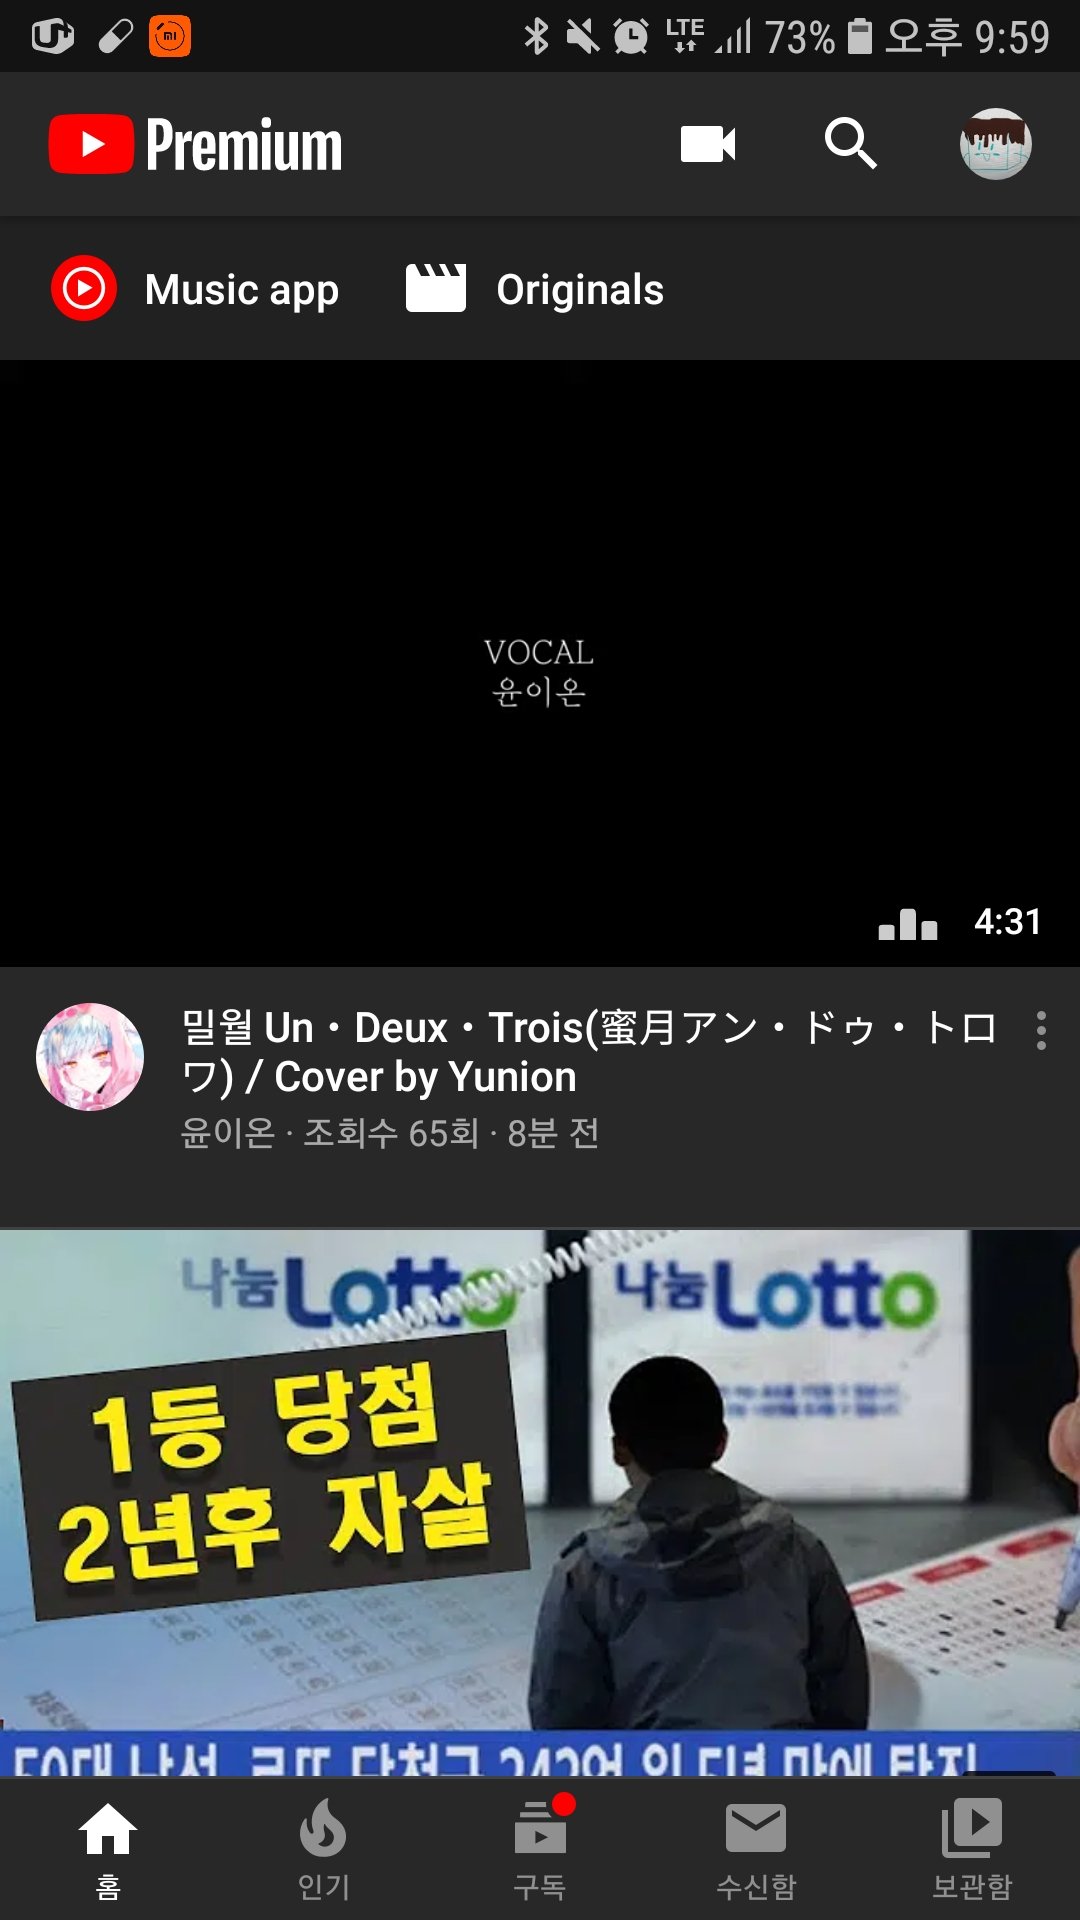 U+
MI
LTE 73% 오후 9:59
Premium
Music app
Originals
VOCAL
윤이온
4:31
밀월 Un・Deux・Trois(蜜月アン・ドゥ・トロ
ワ) / Cover by Yunion
윤이온 · 조회수 65회 · 8분 전
나눔Lotto
나눔Lotto
1등 당첨
2년후 자살
홈
인기
구독
수신함
보관함